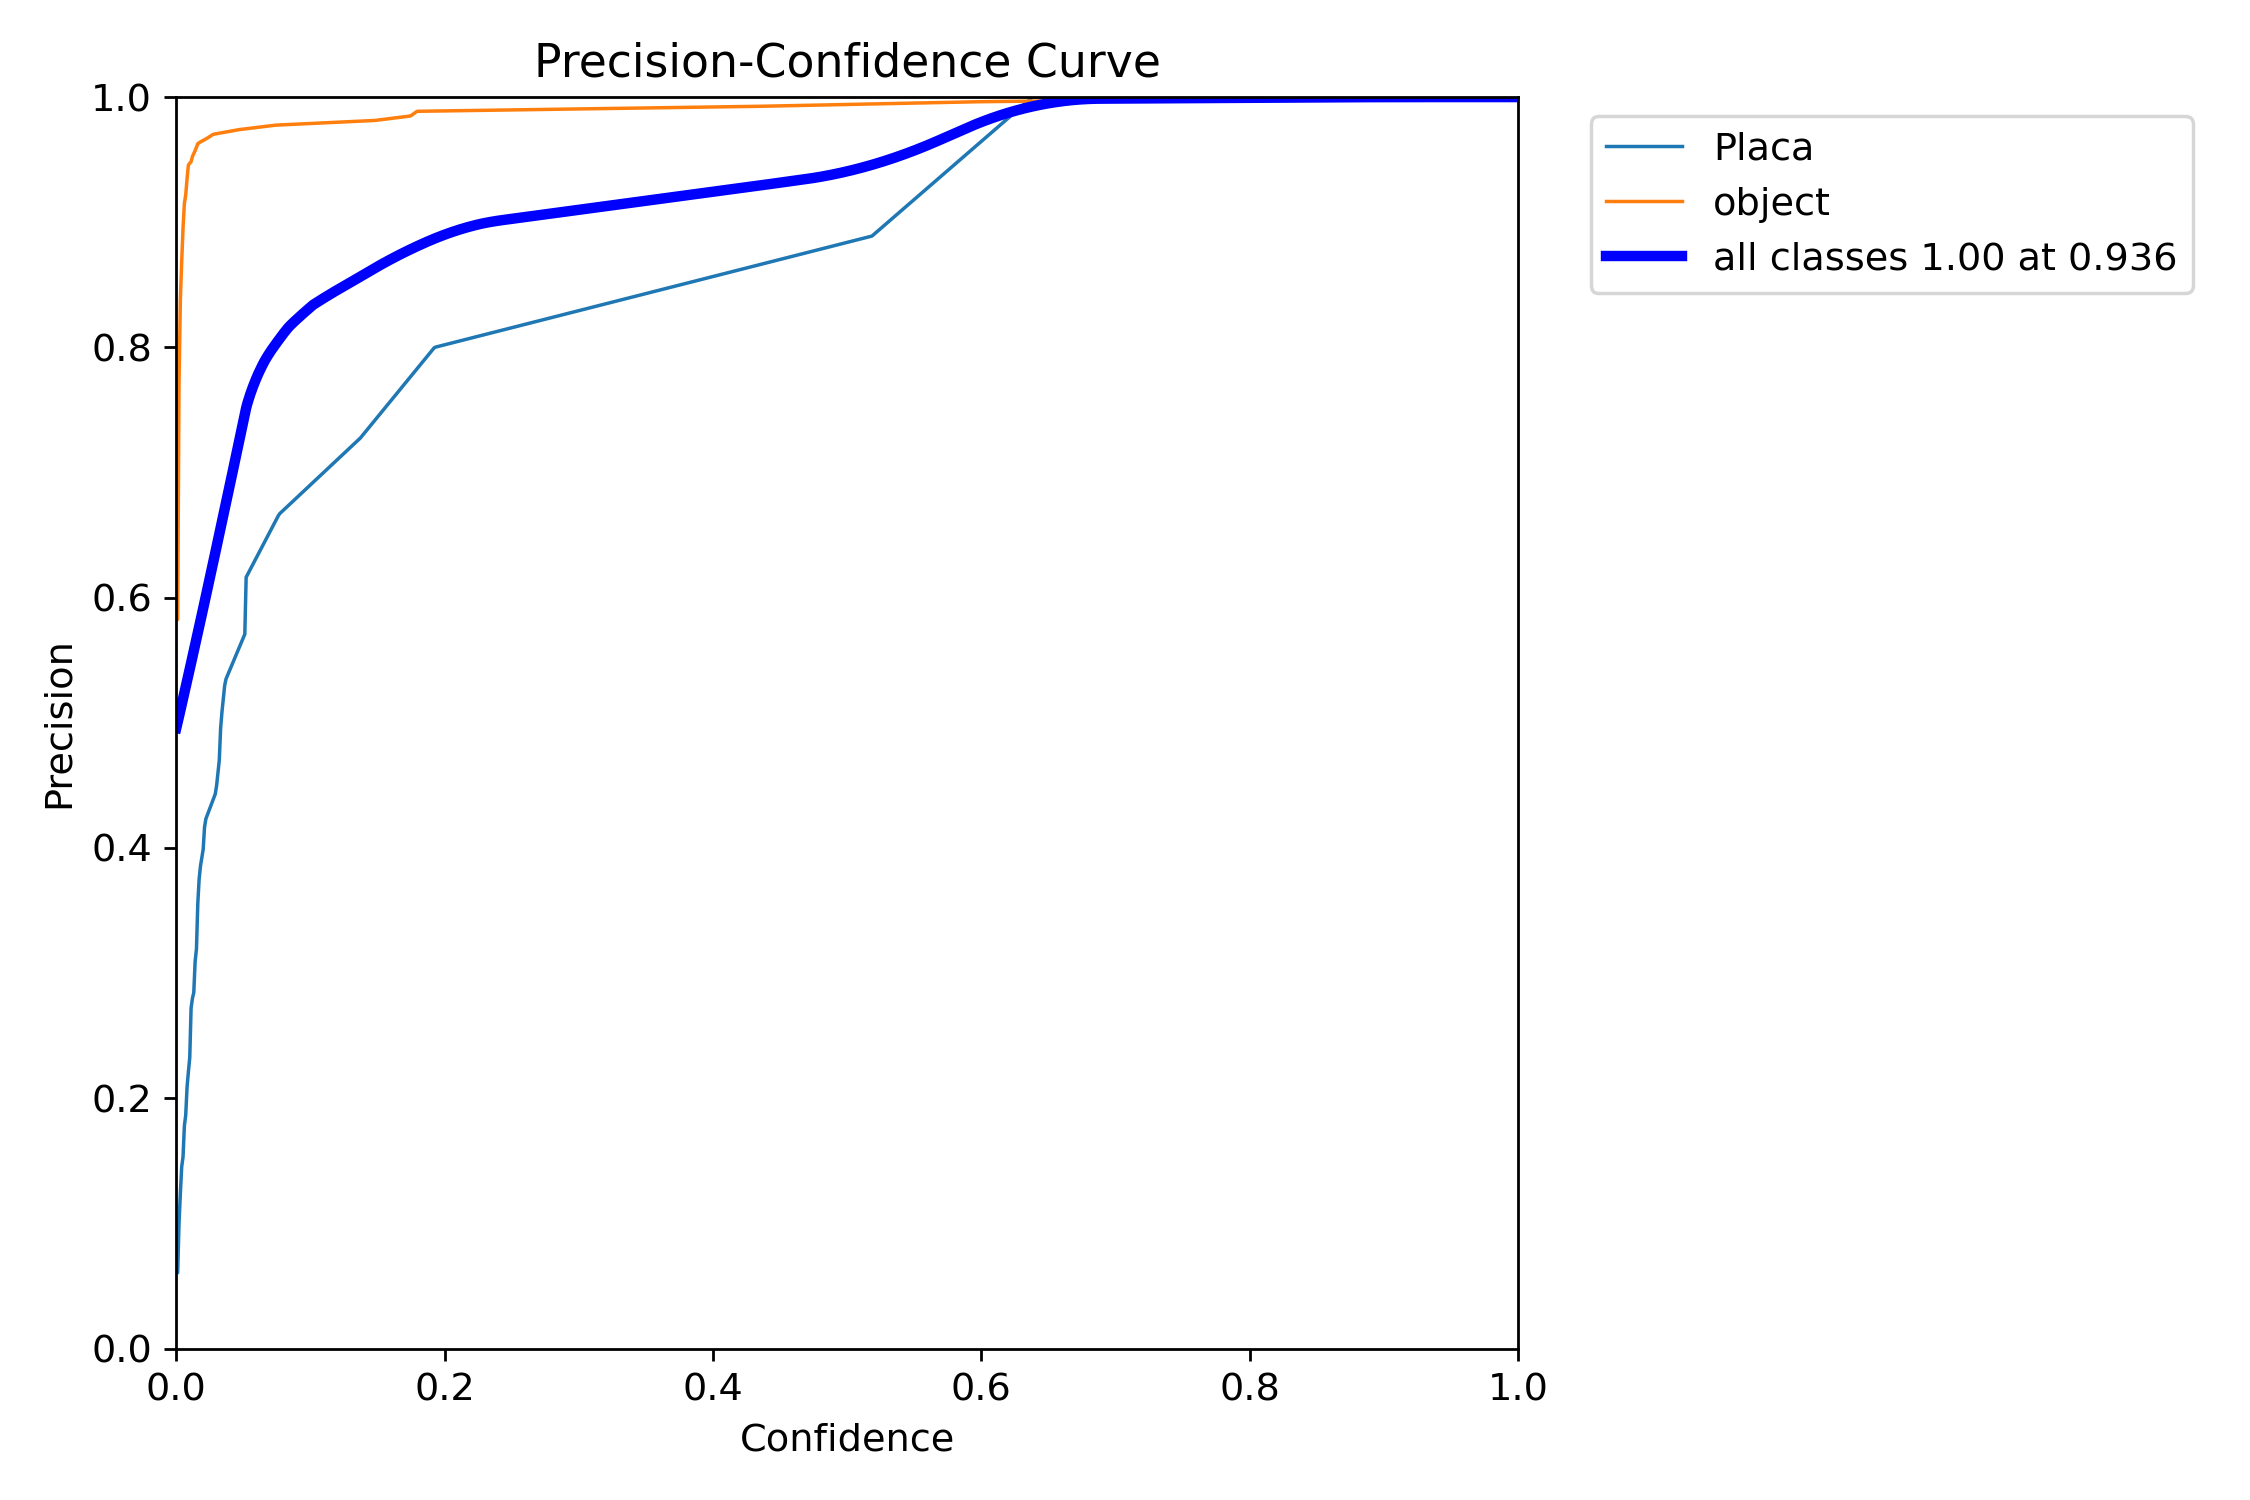 Precision-Confidence Curve
1.0
0.8
0.6
0.4
0.2
0.0
Precision
0.0 0.2 0.4 0.6 0.8 1.0
Confidence
Placa
object
all classes 1.00 at 0.936